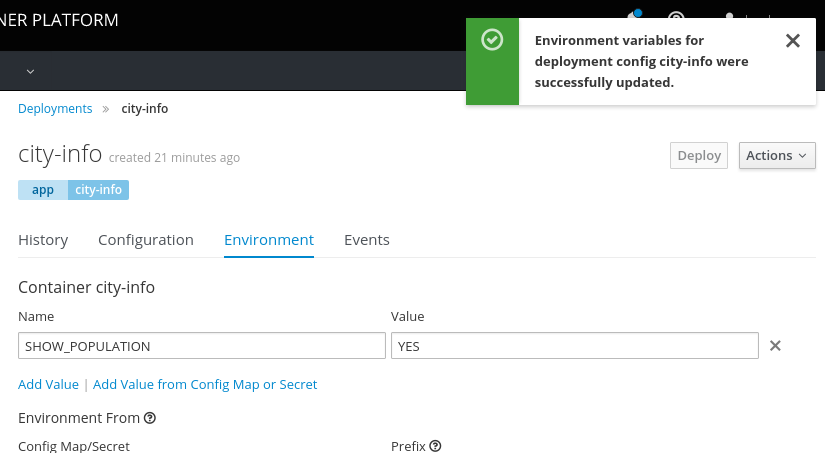 NER PLATFORM
Environment variables for
deployment config city-info were
successfully updated.
Deployments » city-info
city-info created 21 minutes ago
Deploy
Actions
app city-info
History Configuration Environment Events
Container city-info
Name Value
SHOW_POPULATION YES
Add Value | Add Value from Config Map or Secret
Environment From
Config Map/Secret Prefix